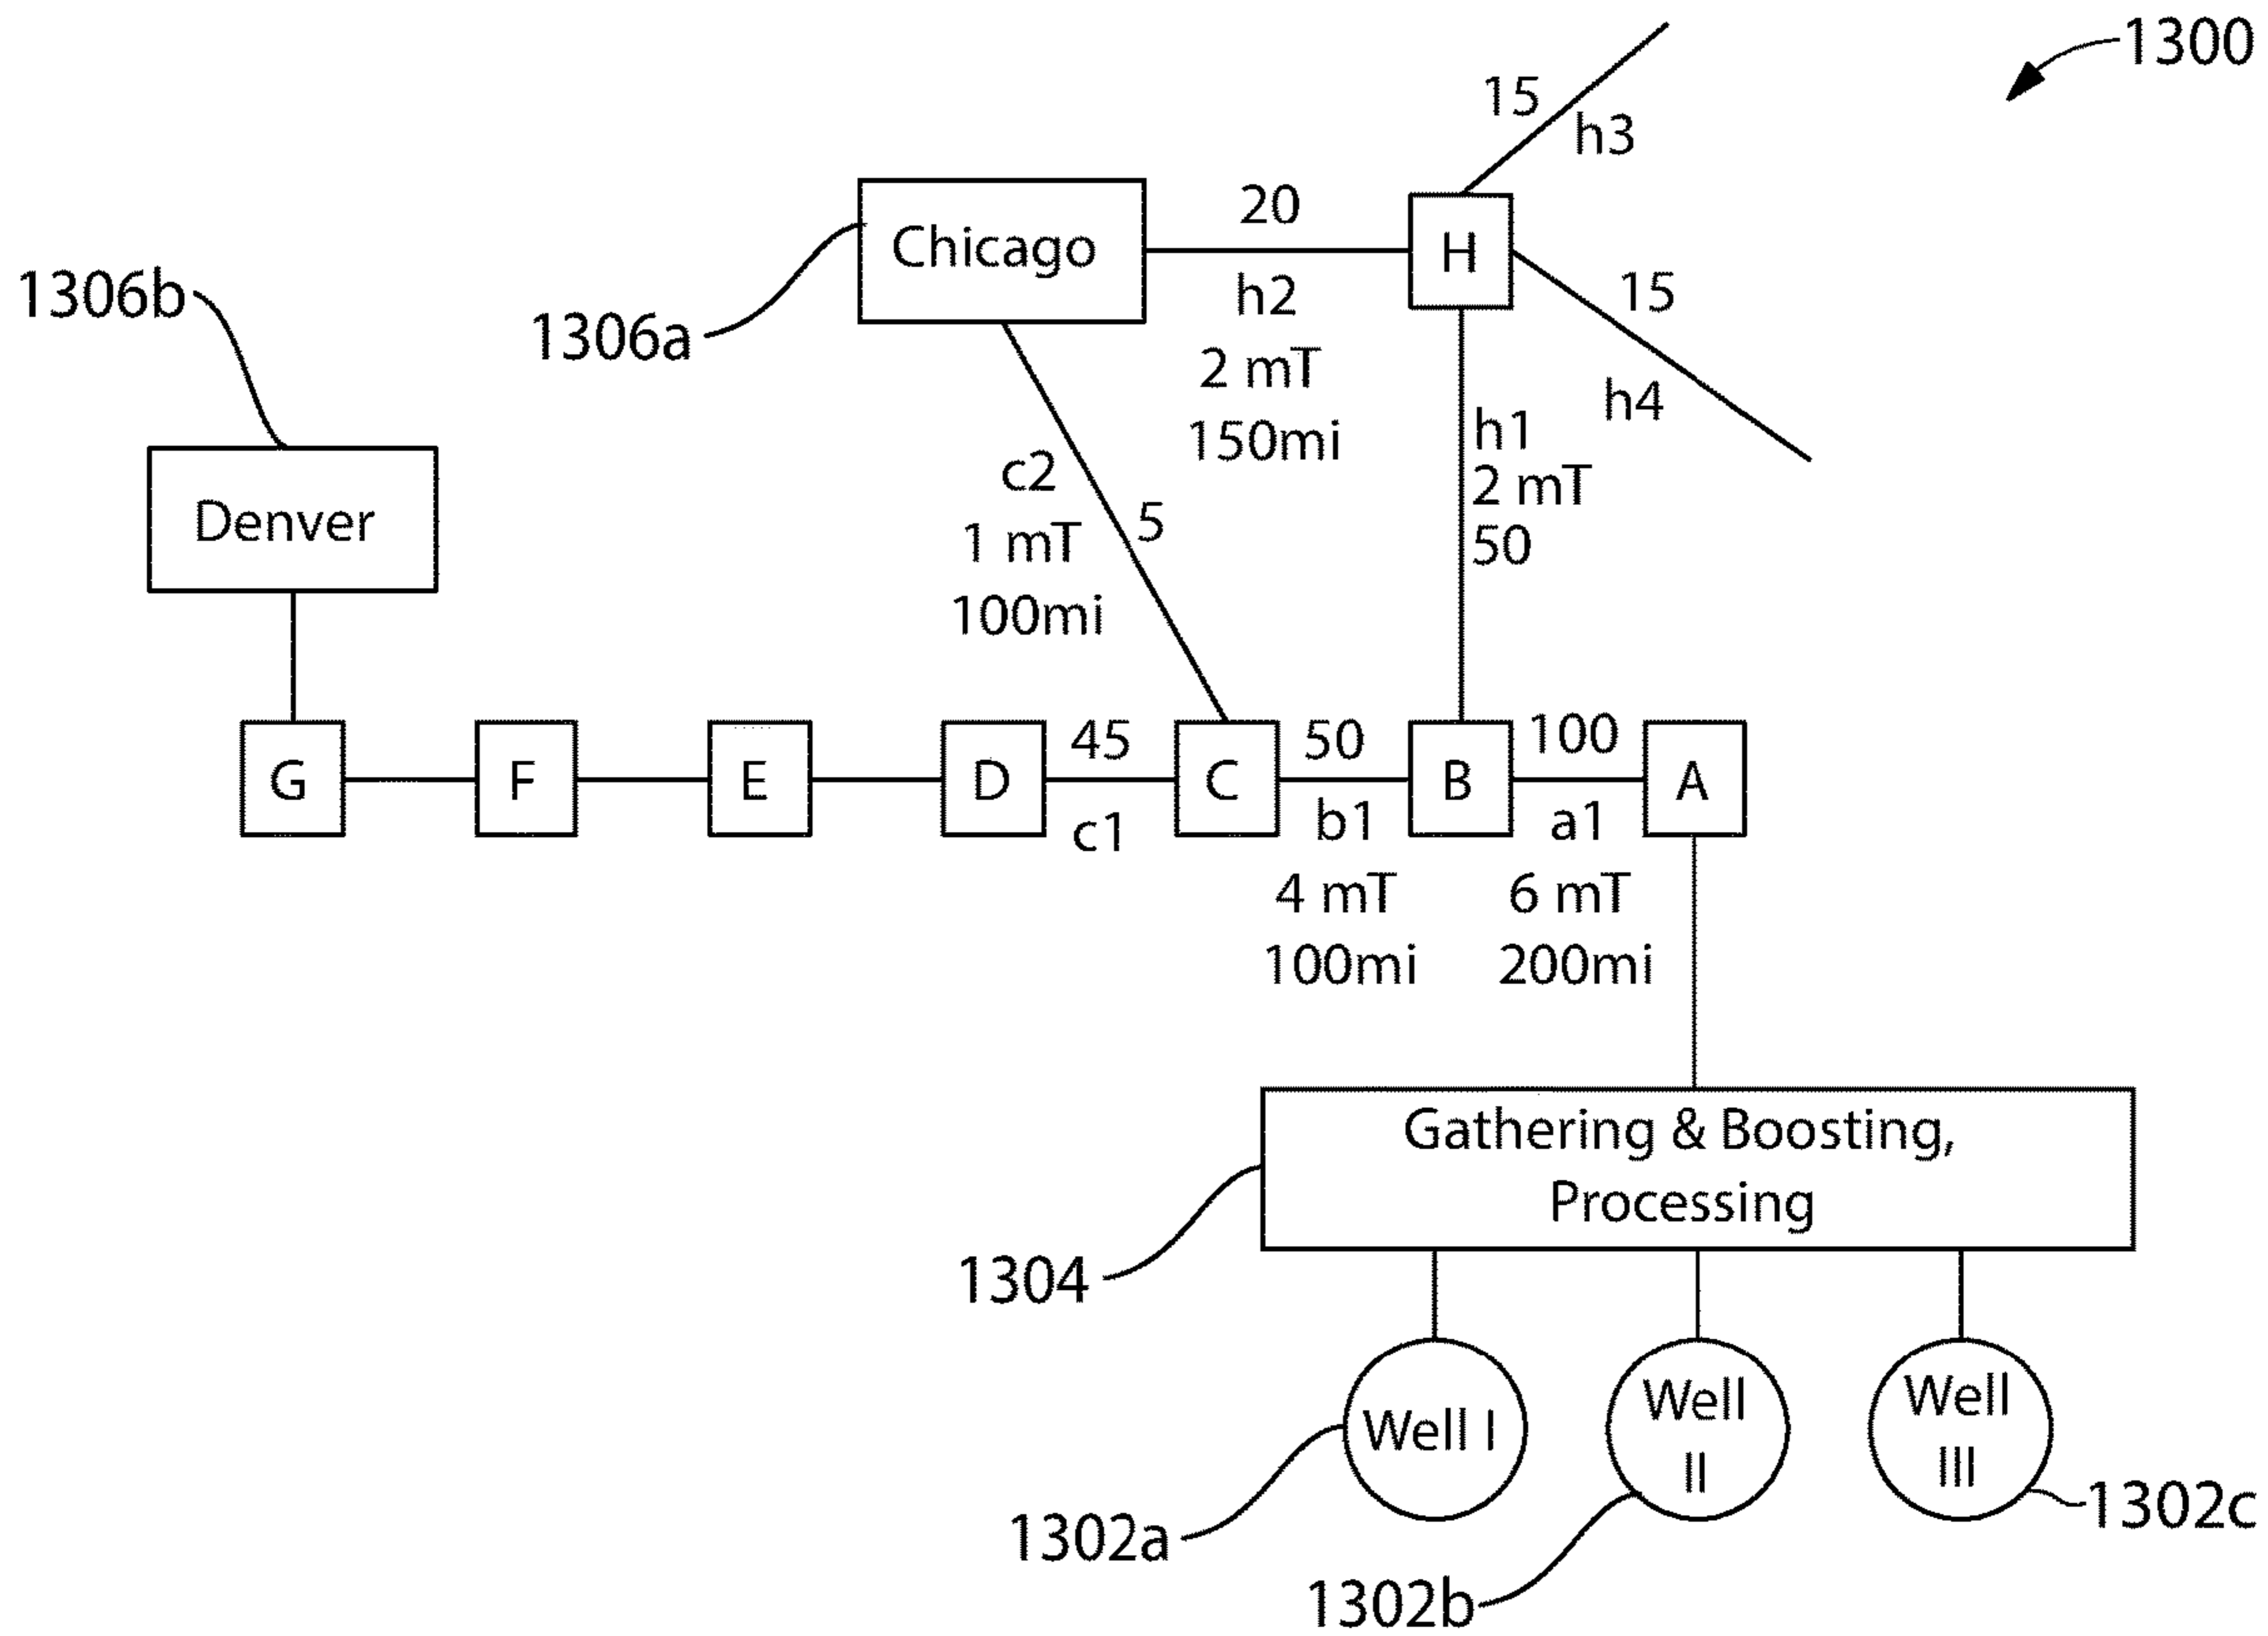 1300
15
h3
20
Chicago
H
h2
15
h4
1306b
1306a
2 mT
150mi
h1
2 mT
50
c2
5
1 mT
100mi
Denver
45
50
100
G
F
E
D
C
B
A
c1
b1
a1
4 mT
6 mT
100mi
200mi
Gathering & Boosting,
Processing
1304
Well I
Well
II
Well
III
1302a
1302b
1302c